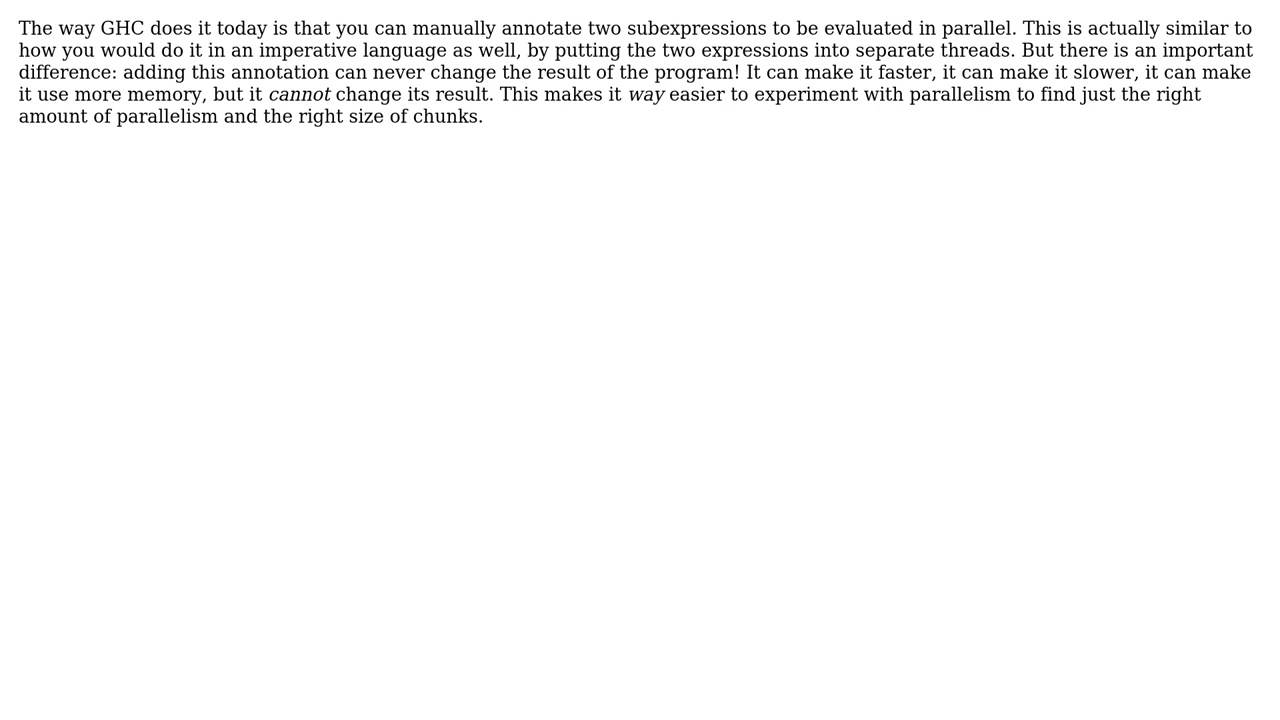 The way GHC does it today is that you can manually annotate two subexpressions to be evaluated in parallel. This is actually similar to
how you would do it in an imperative language as well, by putting the two expressions into separate threads. But there is an important
difference: adding this annotation can never change the result of the program! It can make it faster, it can make it slower, it can make
it use more memory, but it cannot change its result. This makes it way easier to experiment with parallelism to find just the right
amount of parallelism and the right size of chunks.